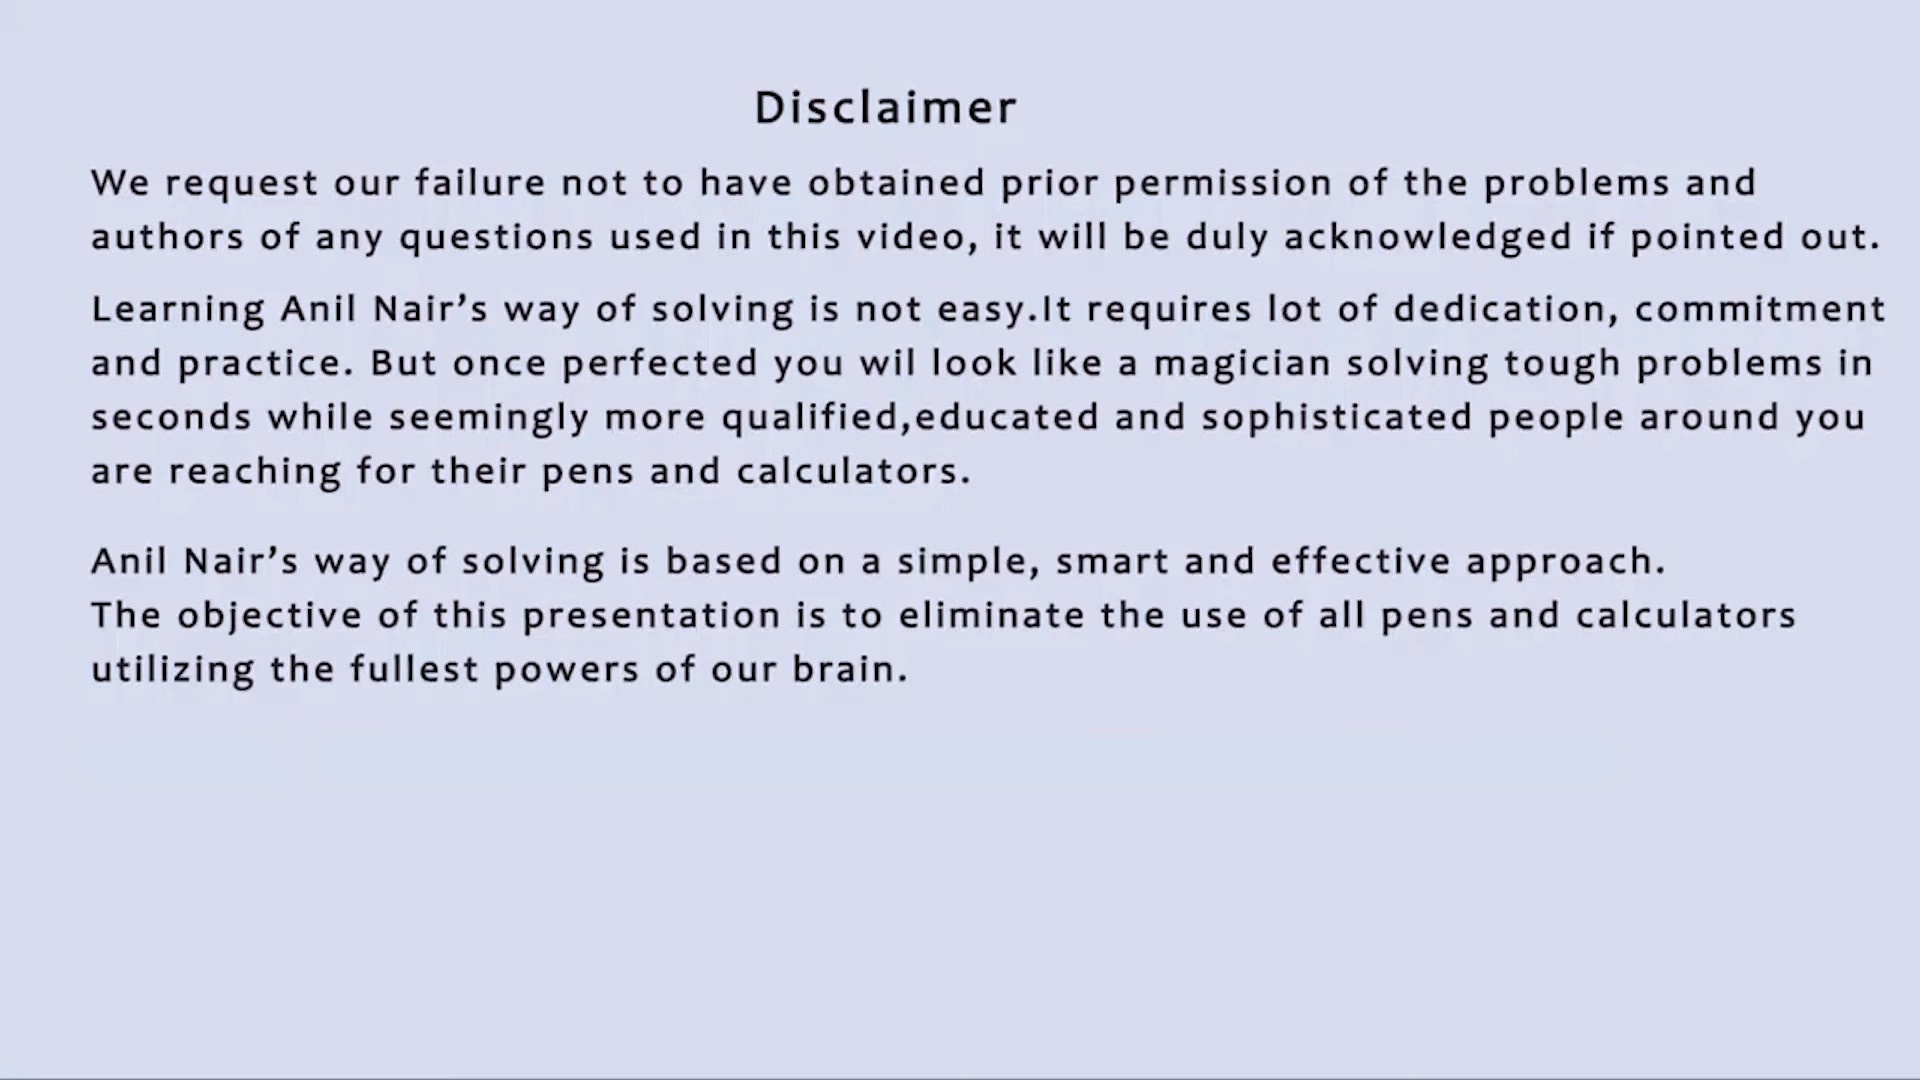 Disclaimer
We request our failure not to have obtained prior permission of the problems and
authors of any questions used in this video, it will be duly acknowledged if pointed out.
Learning Anil Nair’s way of solving is not easy.It requires lot of dedication, commitment
and practice. But once perfected you wil look like a magician solving tough problems in
seconds while seemingly more qualified,educated and sophisticated people around you
are reaching for their pens and calculators.
Anil Nair’s way of solving is based on a simple, smart and effective approach.
The objective of this presentation is to eliminate the use of all pens and calculators
utilizing the fullest powers of our brain.